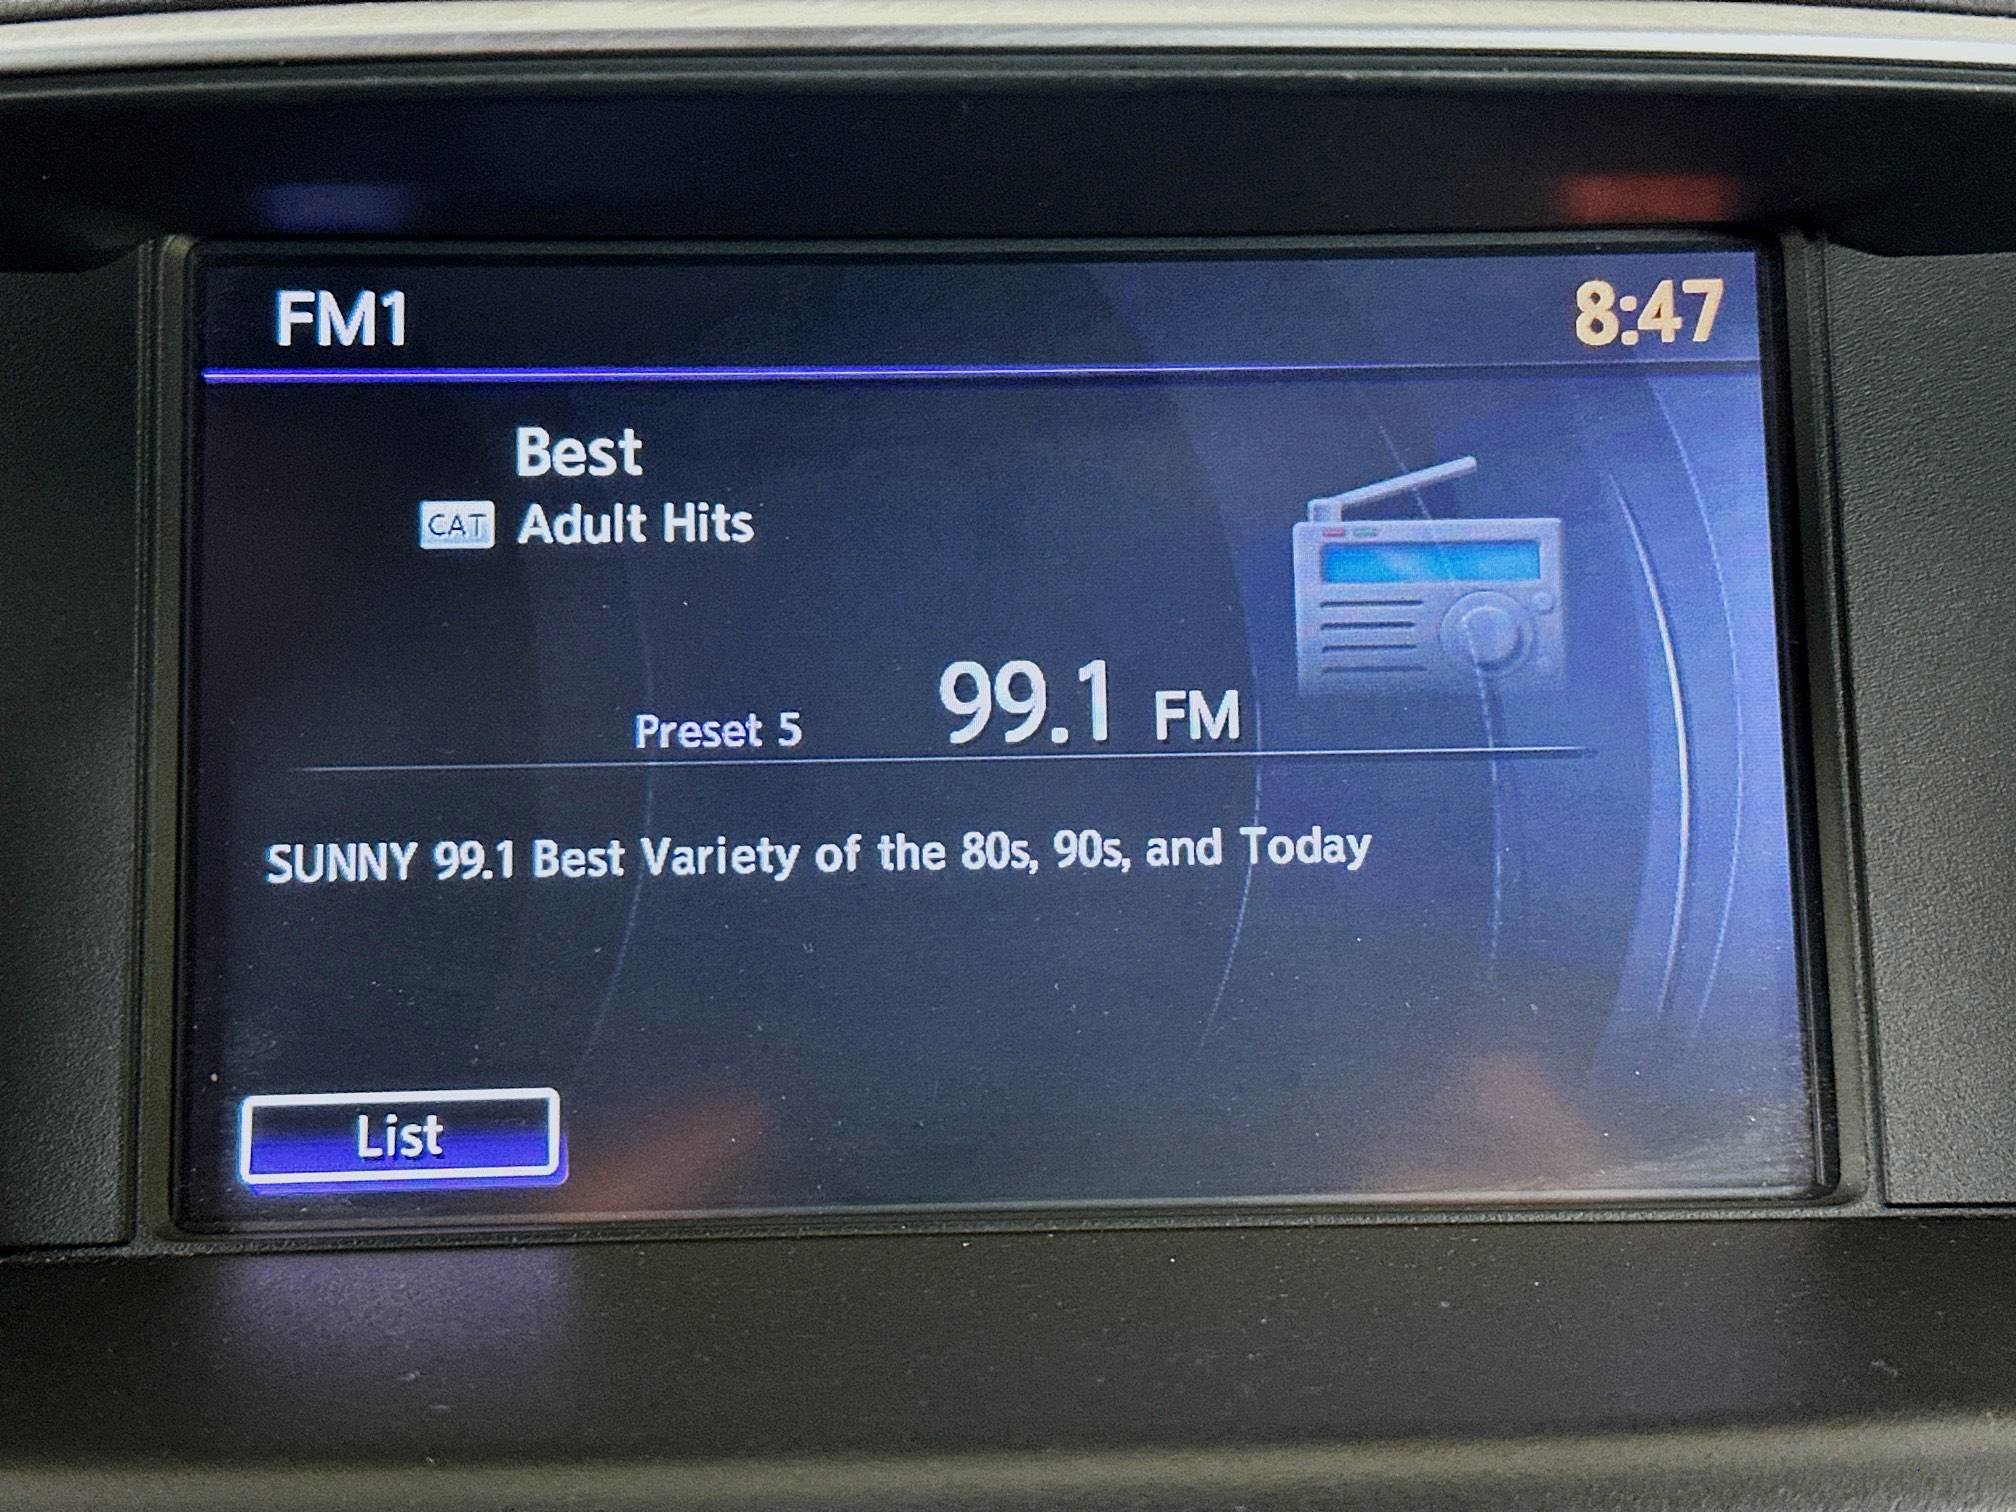 FM1 8:47
Best
CAT Adult Hits
Preset 5 99.1 FM
SUNNY 99.1 Best Variety of the 80s, 90s, and Today
List